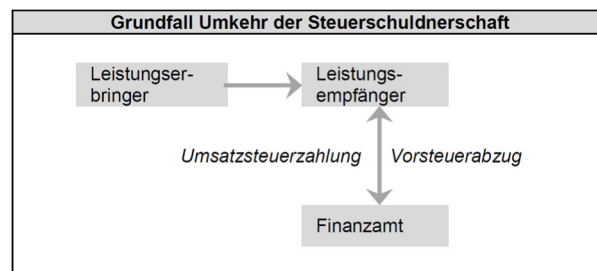 Grundfall Umkehr der Steuerschuldnerschaft
Leistungser-
bringer
Leistungs-
empfänger
Umsatzsteuerzahlung
Vorsteuerabzug
Finanzamt